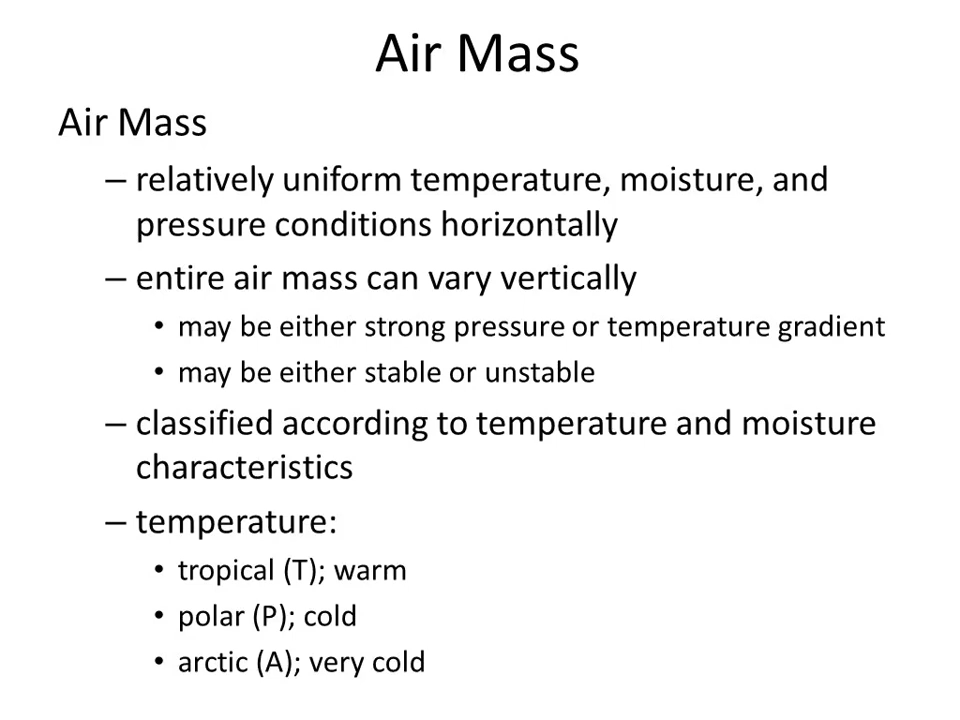 Air Mass
Air Mass
– relatively uniform temperature, moisture, and
pressure conditions horizontally
– entire air mass can vary vertically
• may be either strong pressure or temperature gradient
• may be either stable or unstable
– classified according to temperature and moisture
characteristics
– temperature:
• tropical (T); warm
• polar (P); cold
• arctic (A); very cold